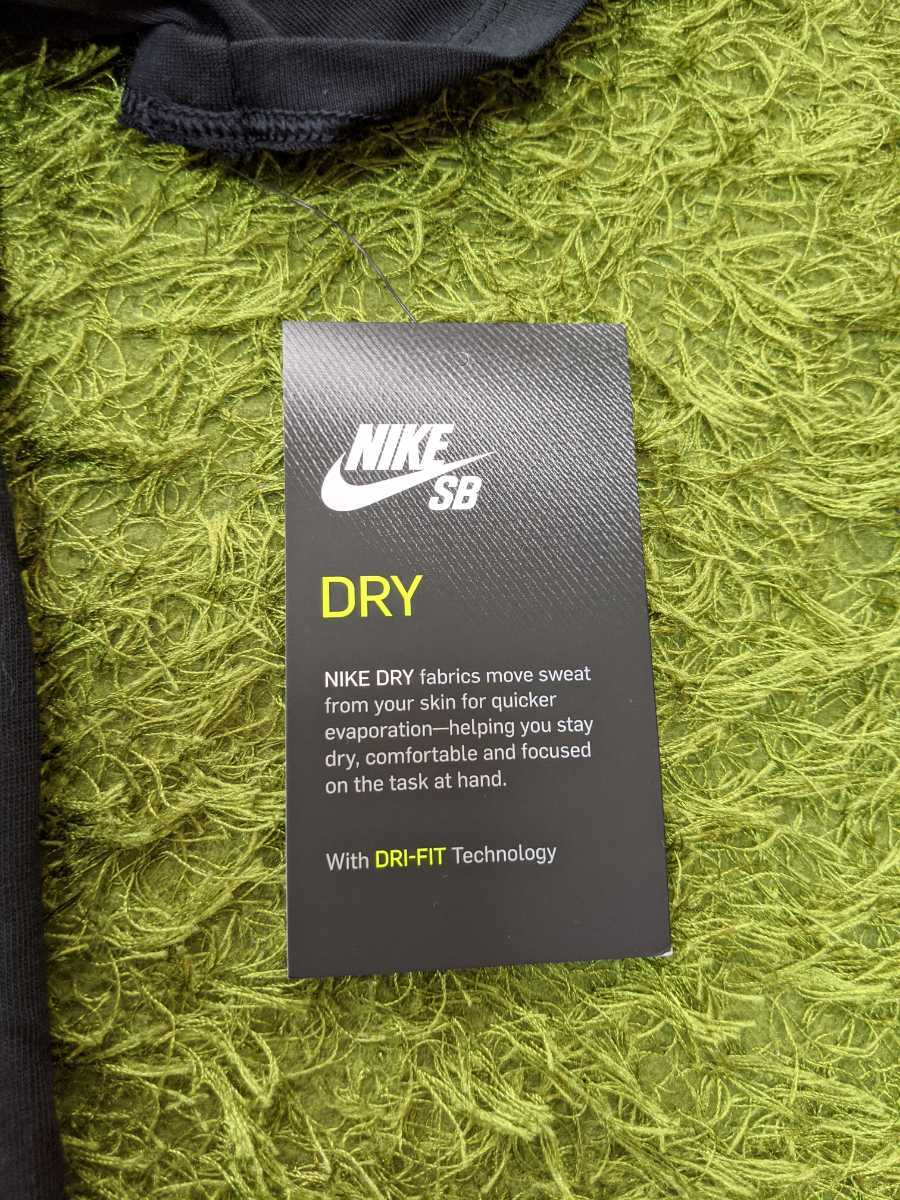 NIKE
SB
DRY
NIKE DRY fabrics move sweat
from your skin for quicker
evaporation—helping you stay
dry, comfortable and focused
on the task at hand.
With DRI-FIT Technology